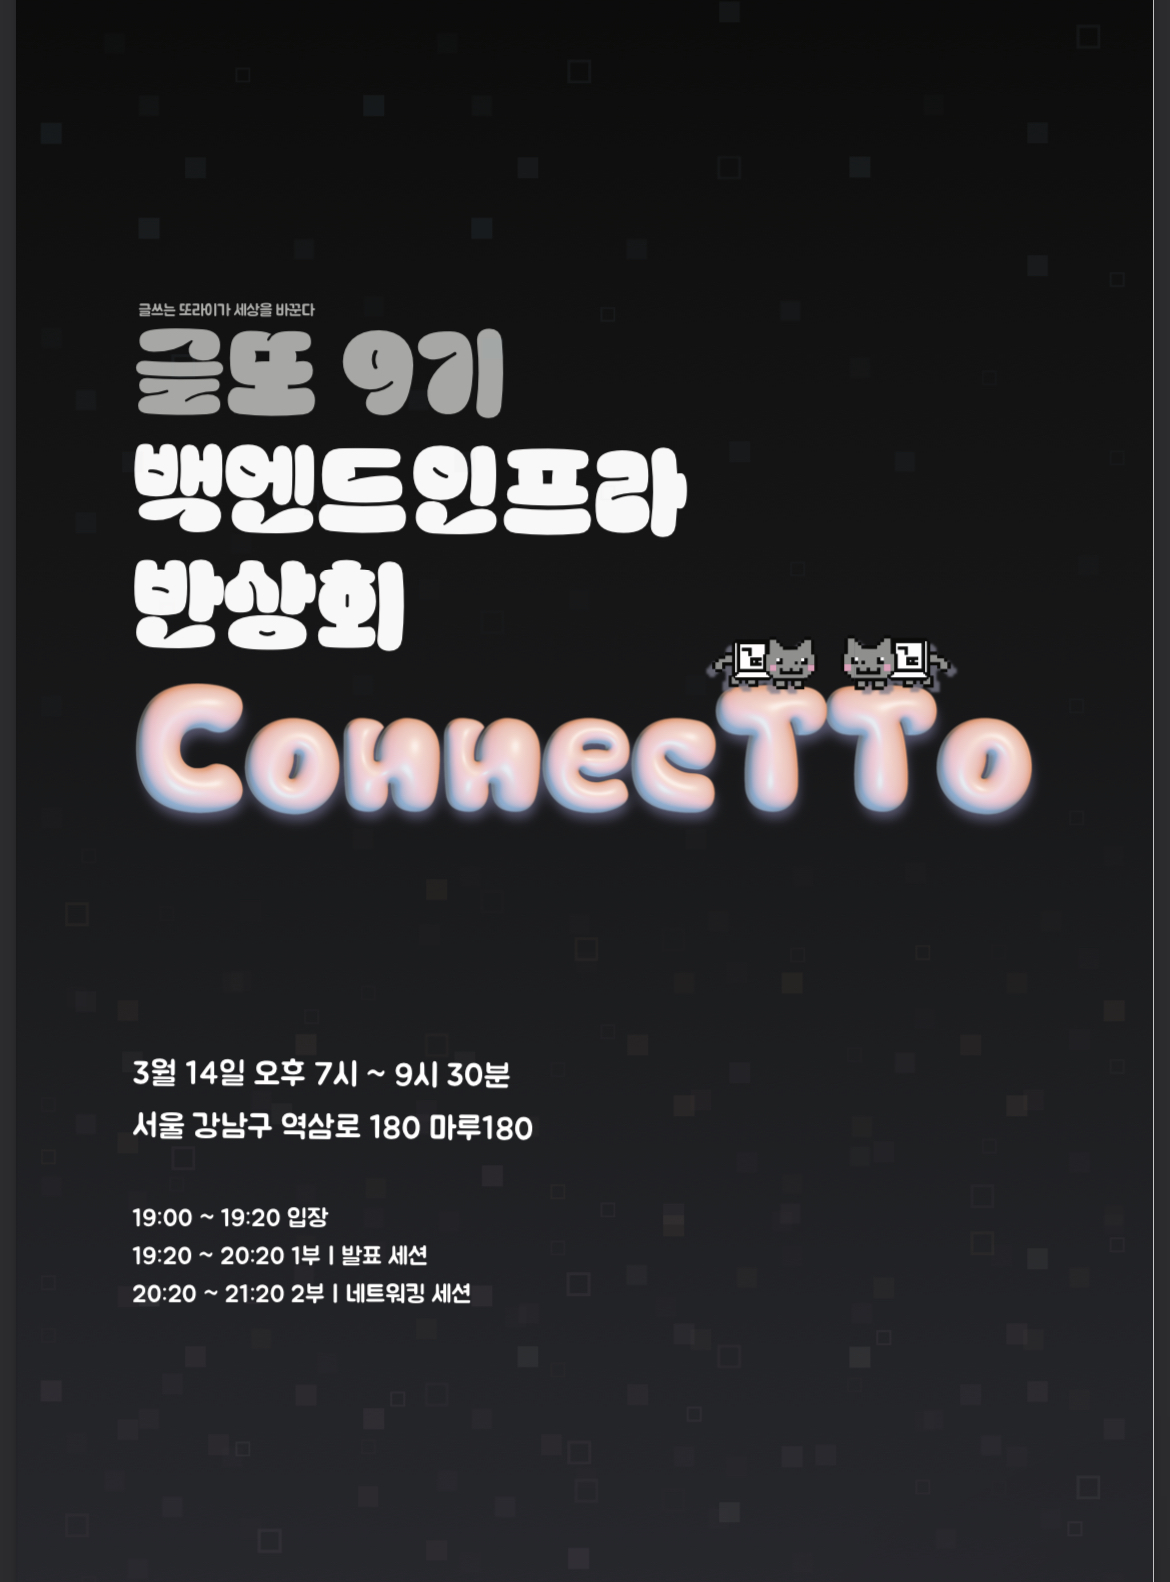 글쓰는 또라이가 세상을 바꾼다
글또 9기
백엔드인프라
반상회
ConnecTTo
3월 14일 오후 7시 ~ 9시 30분
서울 강남구 역삼로 180 마루180
19:00 ~ 19:20 입장
19:20 ~ 20:20 1부 | 발표 세션
20:20 ~ 21:20 2부 | 네트워킹 세션